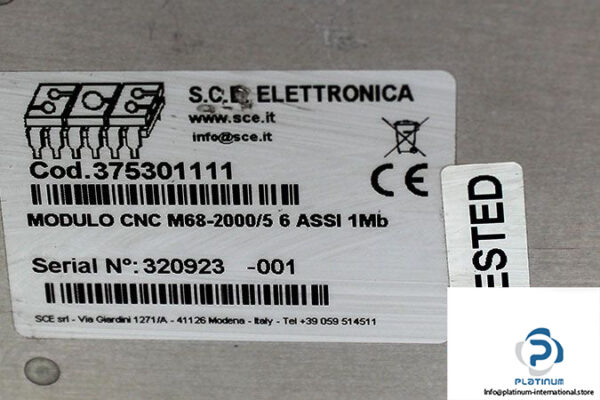 S.C.E. ELETTRONICA
www.sce.it
info@sce.it
Cod.375301111
MODULO CNC M68-2000/5 6 ASSI 1Mb
Serial N°: 320923 -001
SCE srl - Via Giardini 1271/A - 41126 Modena - Italy - Tel +39 059 514511
CE
ESTED
PLATINUM
Info@platinum-international.store